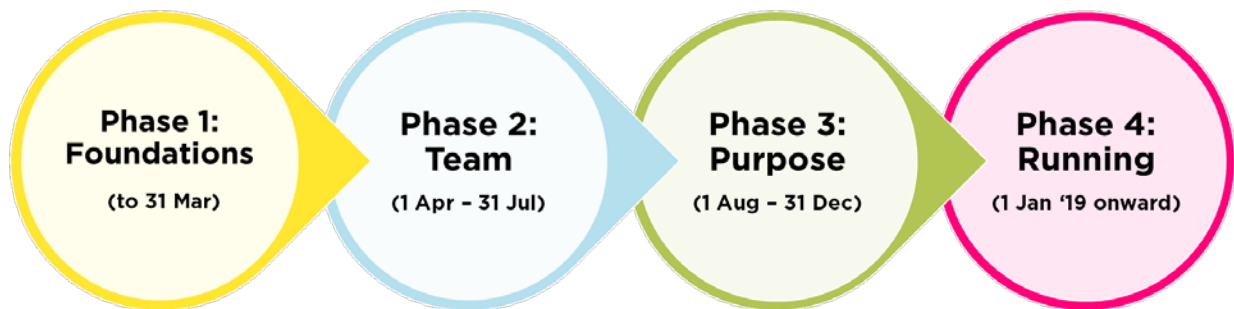 Phase 1:
Foundations
(to 31 Mar)
Phase 2:
Team
(1 Apr – 31 Jul)
Phase 3:
Purpose
(1 Aug – 31 Dec)
Phase 4:
Running
(1 Jan ‘19 onward)